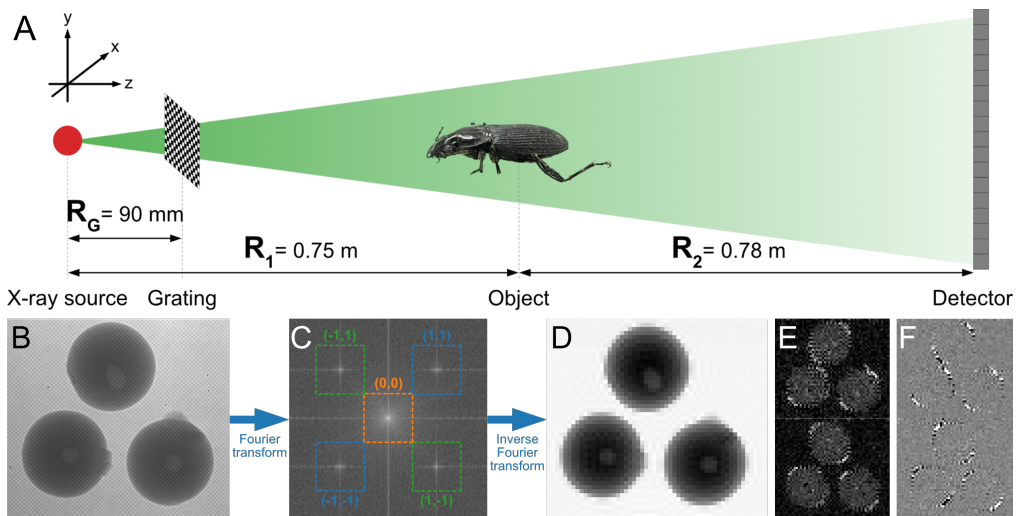 A
y
x
z
R_G = 90 mm
R_1 = 0.75 m
R_2 = 0.78 m
X-ray source
Grating
Object
Detector
B
C
D
E
F
(-1,1)
(1,1)
(0,0)
(-1,-1)
(1,-1)
Fourier
transform
Inverse
Fourier
transform